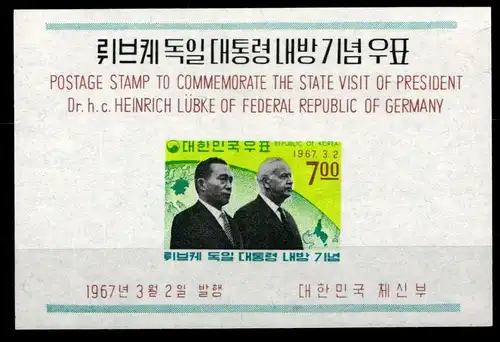 뤼브케 독일 대통령 내방 기념 우표
POSTAGE STAMP TO COMMEMORATE THE STATE VISIT OF PRESIDENT
Dr. h. c. HEINRICH LÜBKE OF FEDERAL REPUBLIC OF GERMANY
대한민국우표
REPUBLIC OF KOREA
1967. 3. 2
7.00
뤼브케 독일 대통령 내방 기념
1967년 3월 2일 발행
대한민국 체신부